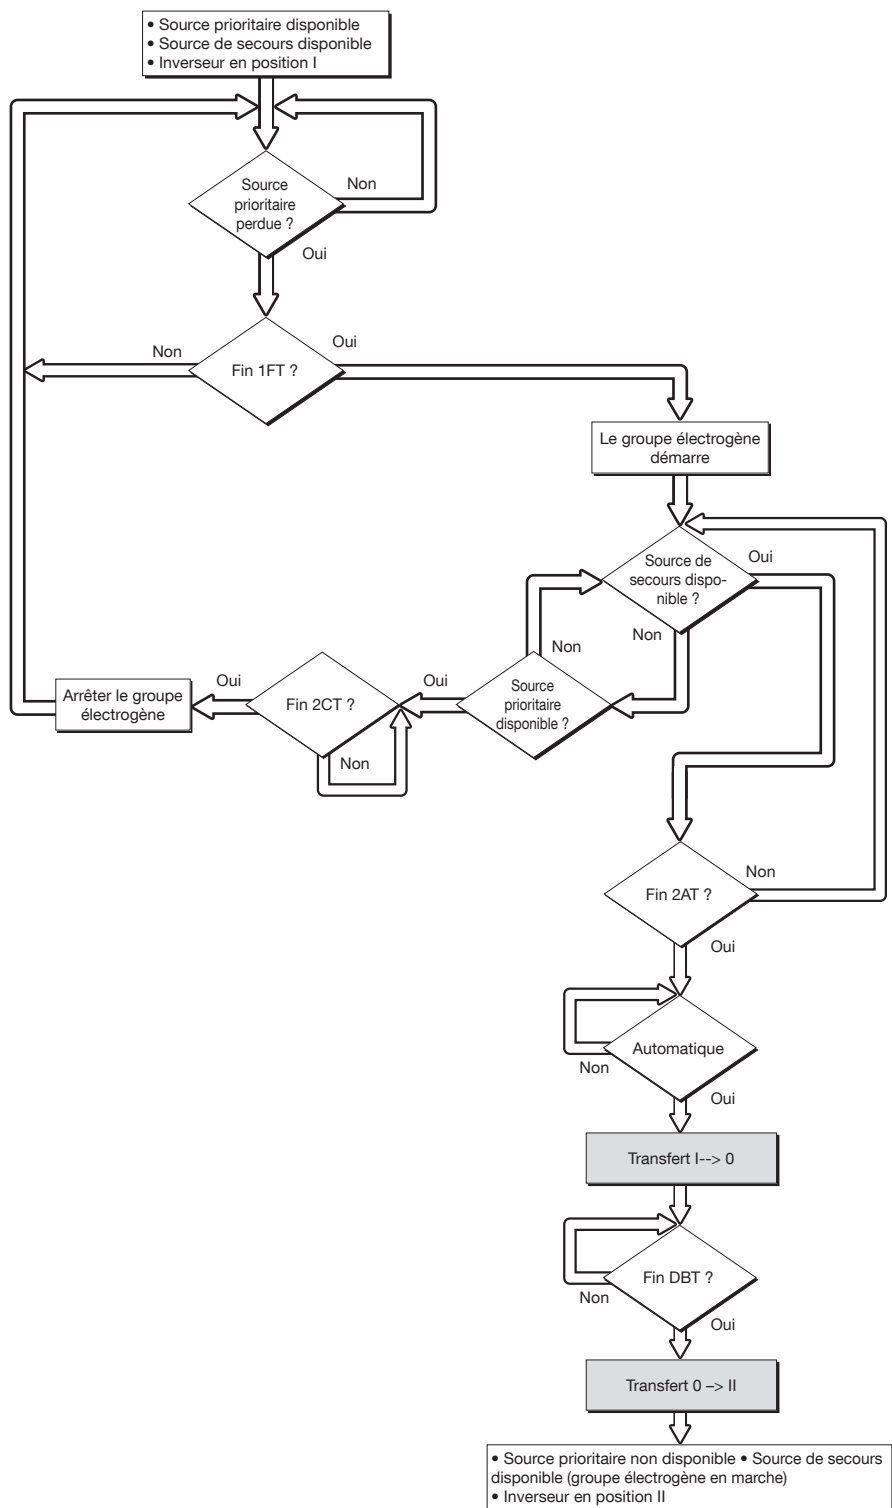 • Source prioritaire disponible
• Source de secours disponible
• Inverseur en position I
Source
prioritaire
perdue ?
Non
Oui
Fin 1FT ?
Non
Oui
Le groupe électrogène
démarre
Source de
secours dispo-
nible ?
Oui
Non
Source
prioritaire
disponible ?
Non
Oui
Fin 2CT ?
Oui
Non
Arrêter le groupe
électrogène
Fin 2AT ?
Non
Oui
Automatique
Non
Oui
Transfert I--> 0
Fin DBT ?
Non
Oui
Transfert 0 –> II
• Source prioritaire non disponible • Source de secours
disponible (groupe électrogène en marche)
• Inverseur en position II